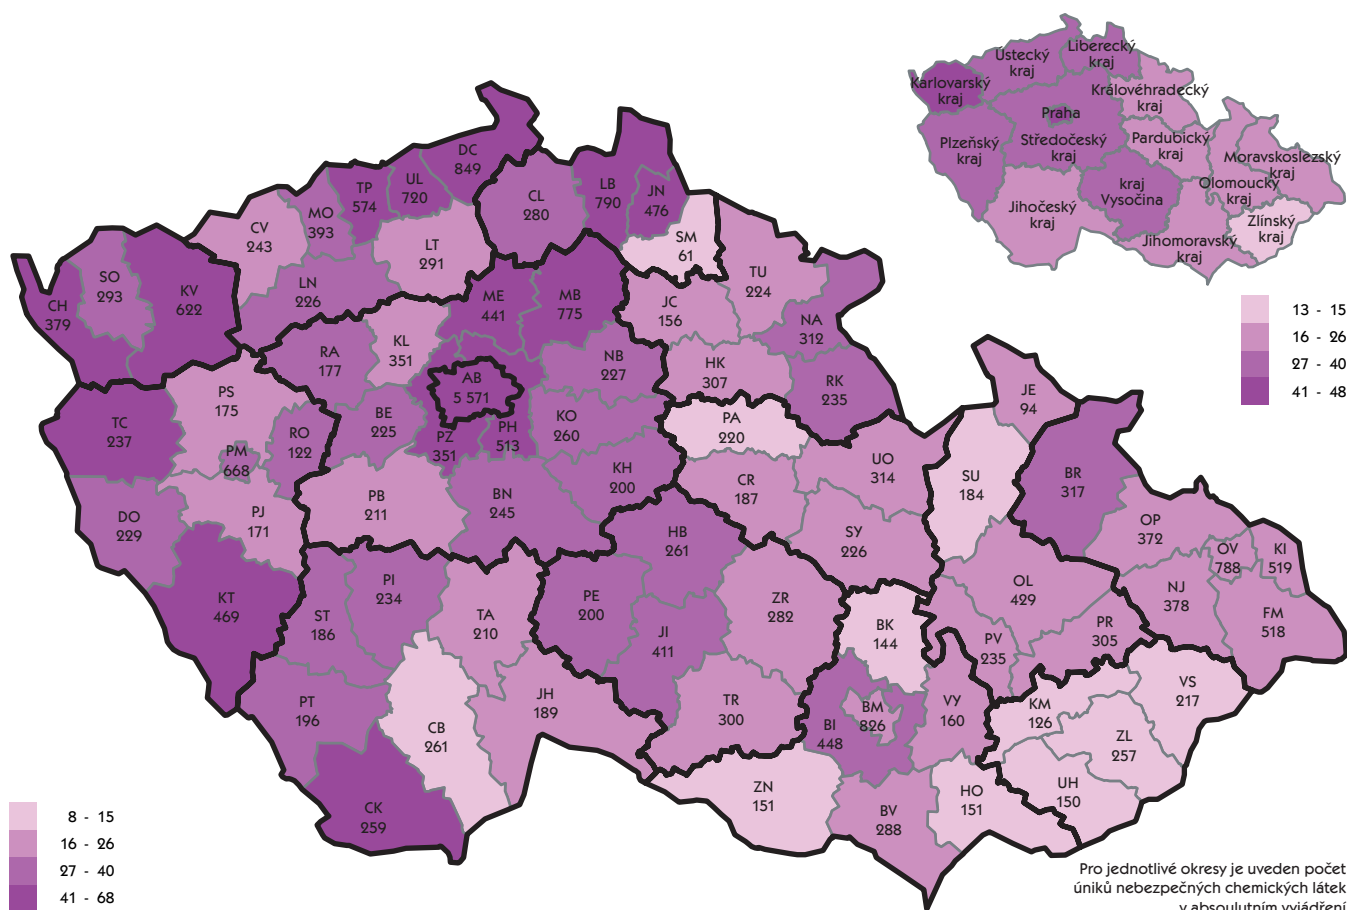 Karlovarský
kraj
Ústecký
kraj
Liberecký
kraj
Královéhradecký
kraj
Praha
Plzeňský
kraj
Středočeský
kraj
Pardubický
kraj
Moravskoslezský
kraj
kraj
Vysočina
Olomoucký
kraj
Jihočeský
kraj
Jihomoravský
kraj
Zlínský
kraj
13 - 15
16 - 26
27 - 40
41 - 48
DC
849
UL
720
TP
574
MO
393
CV
243
LT
291
CL
280
LB
790
JN
476
SM
61
SO
293
KV
622
CH
379
LN
226
ME
441
MB
775
JC
156
TU
224
NA
312
RA
177
KL
351
AB
5 571
NB
227
HK
307
RK
235
TC
237
PS
175
PM
668
RO
122
BE
225
PZ
351
PH
513
KO
260
KH
200
PA
220
CR
187
UO
314
SU
184
JE
94
BR
317
DO
229
PJ
171
PB
211
BN
245
HB
261
SY
226
OP
372
OV
788
KI
519
KT
469
ST
186
PI
234
TA
210
PE
200
JI
411
ZR
282
BK
144
OL
429
PV
235
PR
305
NJ
378
FM
518
PT
196
CB
261
JH
189
TR
300
BI
448
BM
826
VY
160
KM
126
VS
217
ZL
257
CK
259
ZN
151
BV
288
HO
151
UH
150
8 - 15
16 - 26
27 - 40
41 - 68
Pro jednotlivé okresy je uveden počet
úniků nebezpečných chemických látek
v absoulutním vyjádření